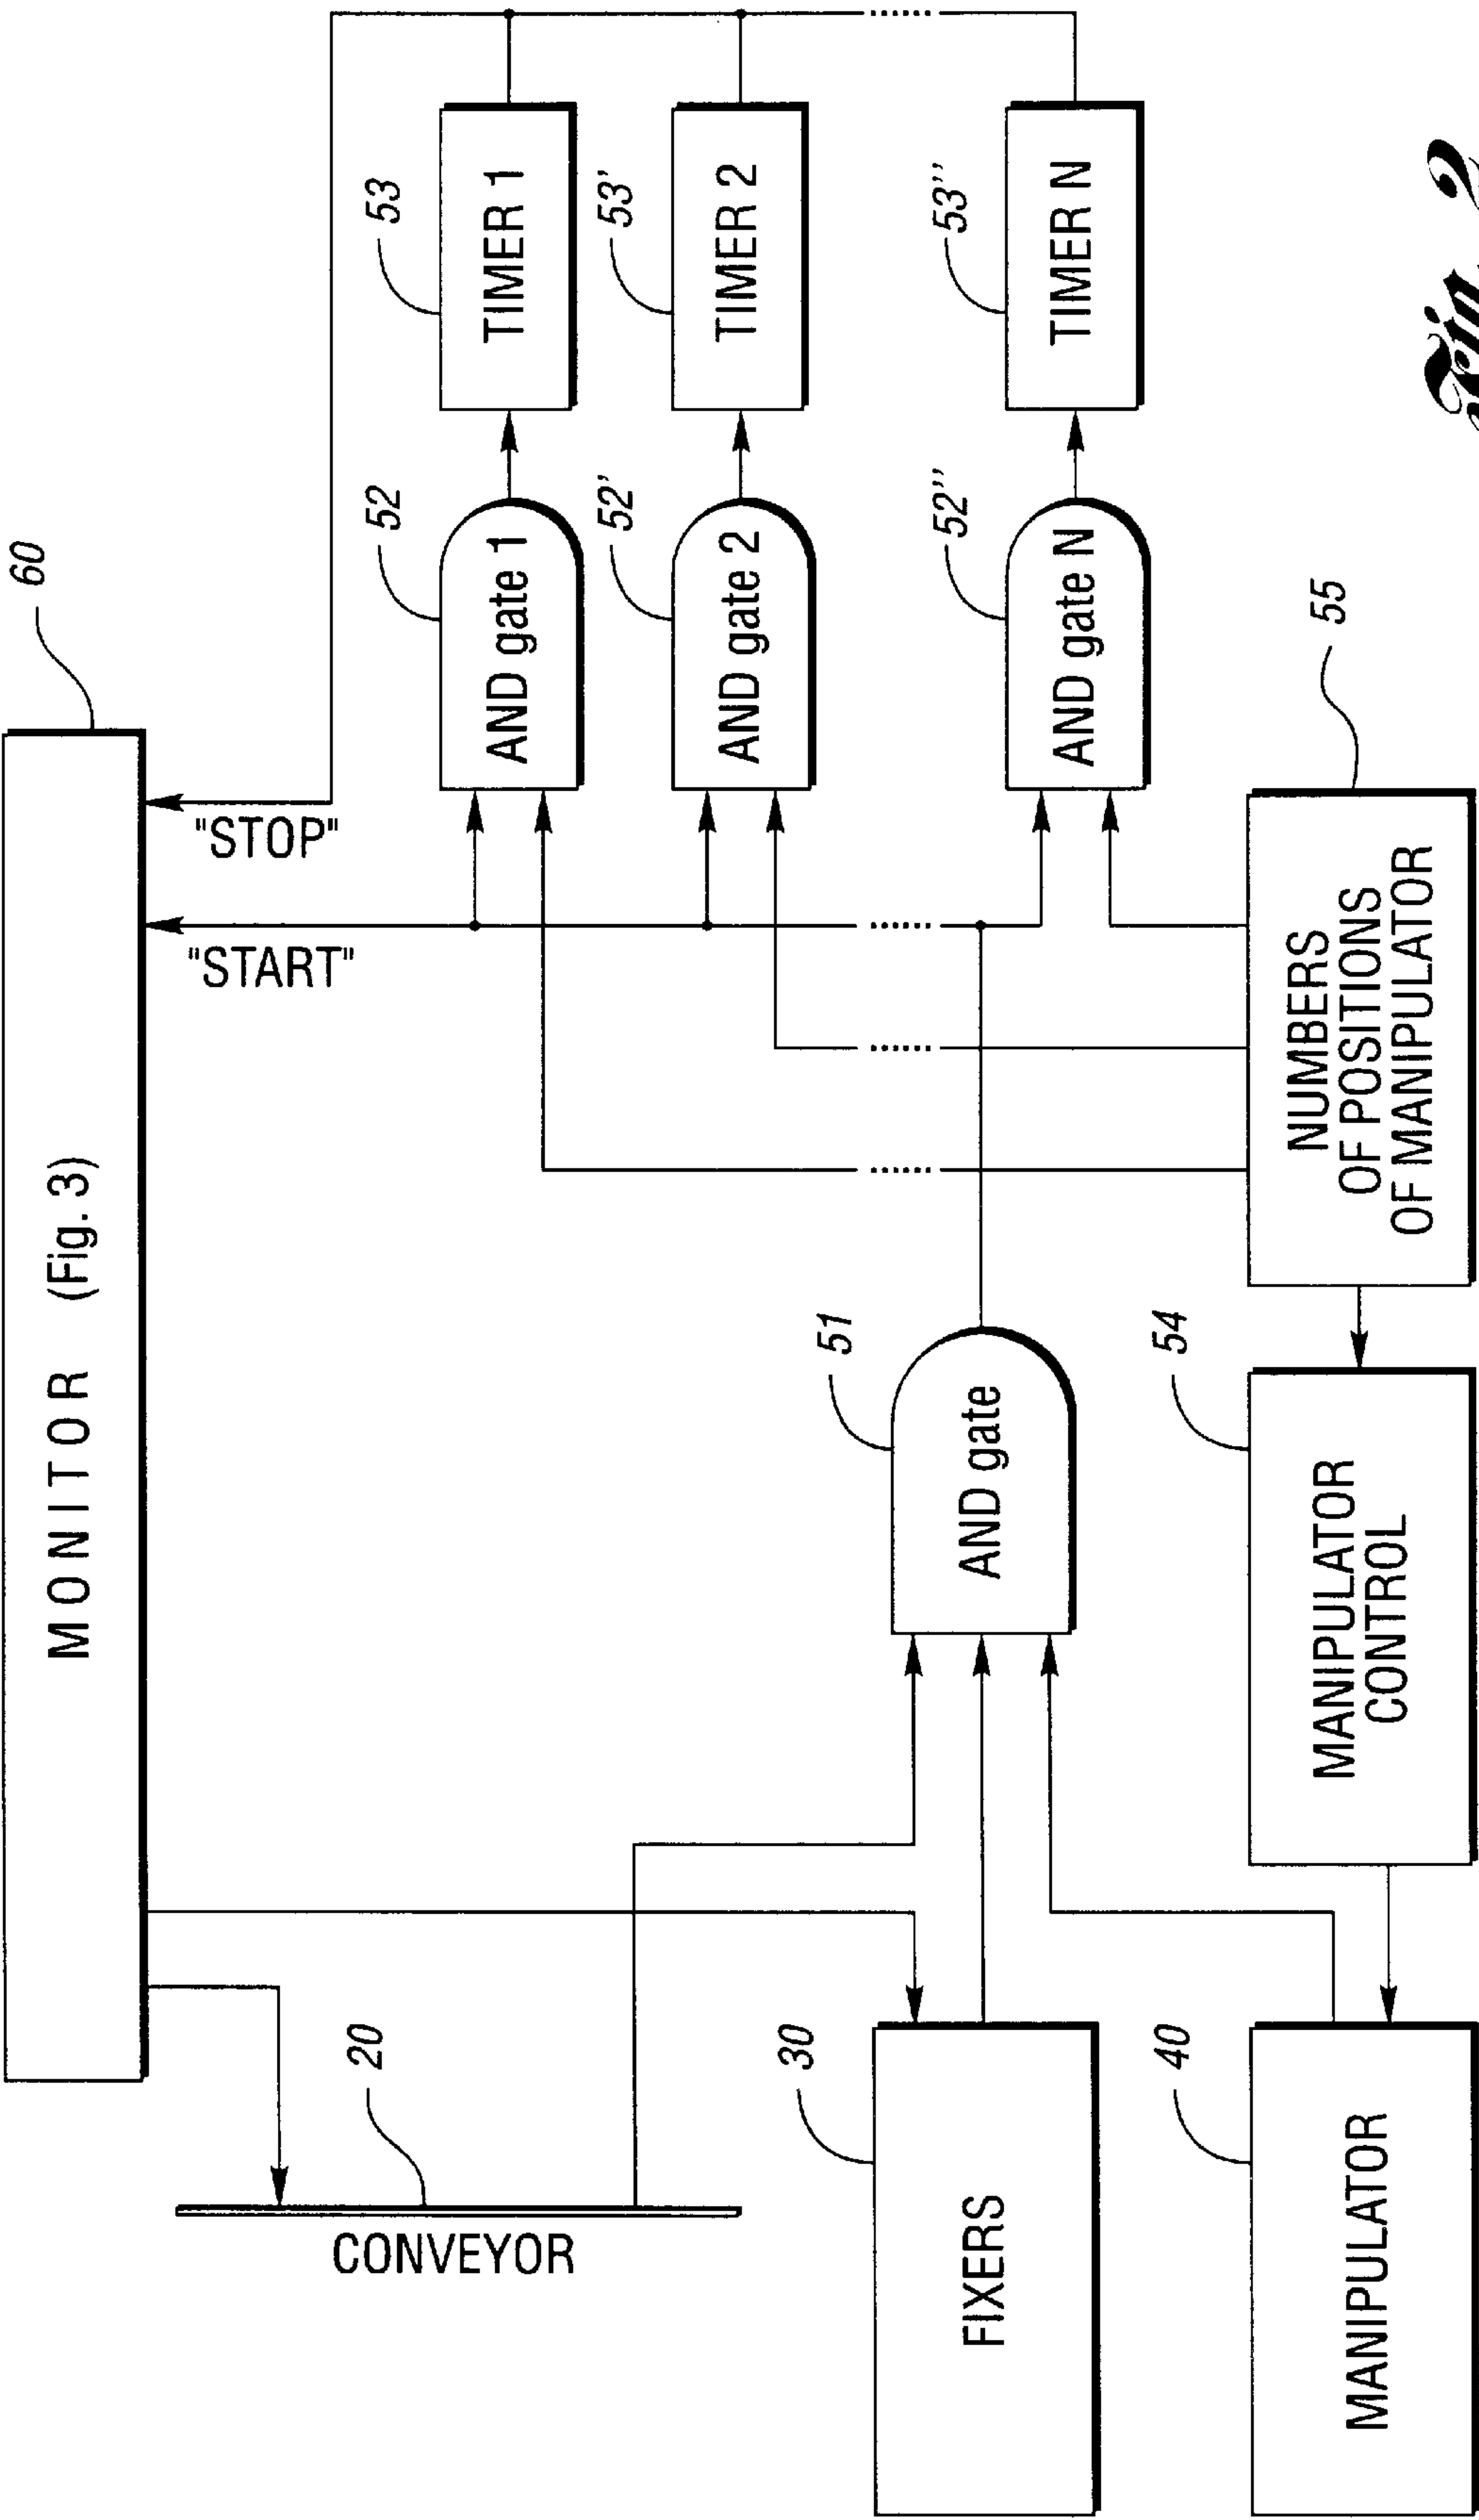 MONITOR (Fig. 3)
60
"STOP"
"START"
CONVEYOR
20
52
AND gate 1
53
TIMER 1
52'
AND gate 2
53'
TIMER 2
52''
AND gate N
53''
TIMER N
FIXERS
30
AND gate
51
MANIPULATOR
40
MANIPULATOR
CONTROL
54
NUMBERS
OF POSITIONS
OF MANIPULATOR
55
Fig. 2